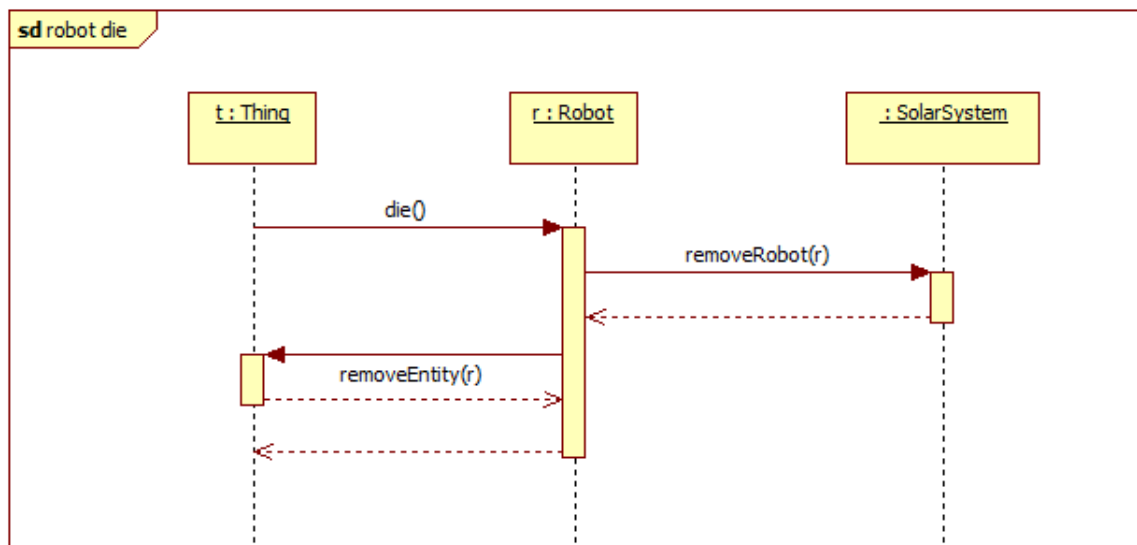 sd robot die
t : Thing
r : Robot
: SolarSystem
die()
removeRobot(r)
removeEntity(r)